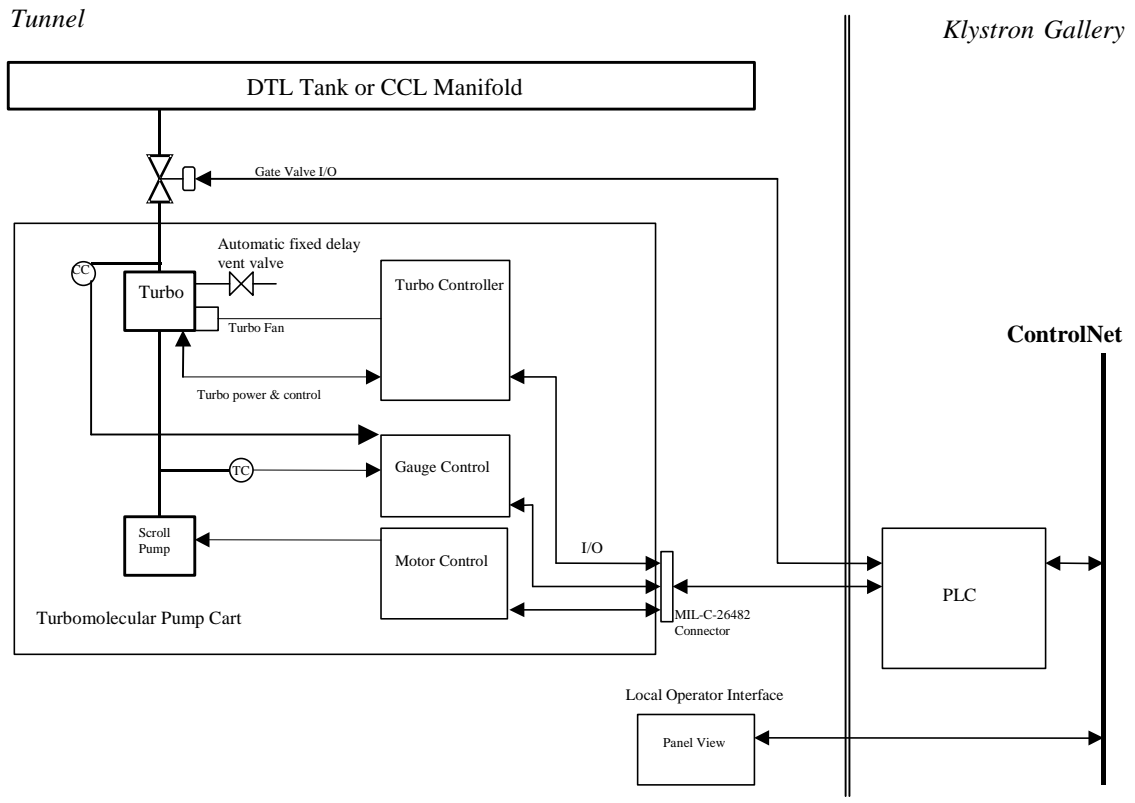 Tunnel
Klystron Gallery
DTL Tank or CCL Manifold
Gate Valve I/O
Automatic fixed delay
vent valve
CC
Turbo
Turbo Controller
Turbo Fan
ControlNet
Turbo power & control
Gauge Control
TC
Scroll
Pump
Motor Control
I/O
PLC
Turbomolecular Pump Cart
MIL-C-26482
Connector
Local Operator Interface
Panel View